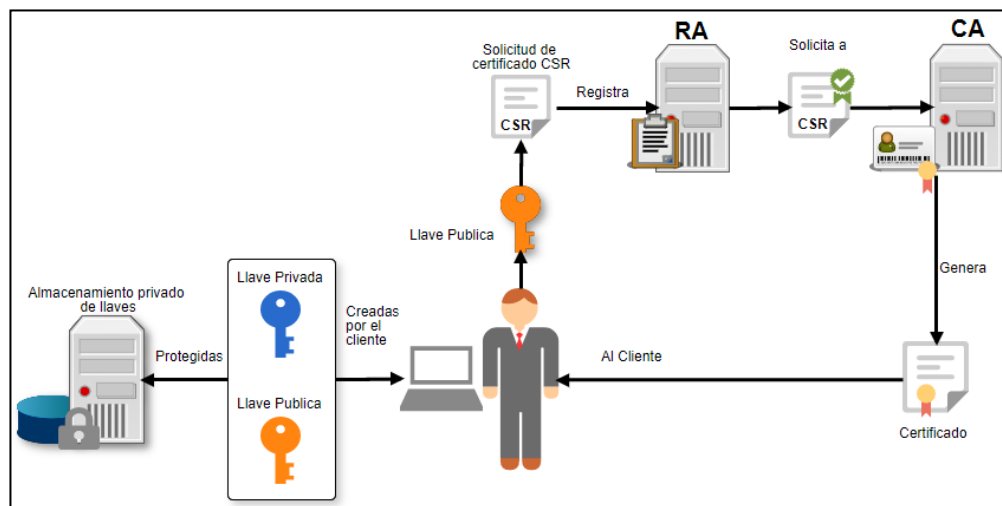 Solicitud de
certificado CSR
CSR
Registra
RA
Solicita a
CSR
CA
Llave Publica
Genera
Almacenamiento privado
de llaves
Protegidas
Llave Privada
Llave Publica
Creadas
por el
cliente
Al Cliente
Certificado